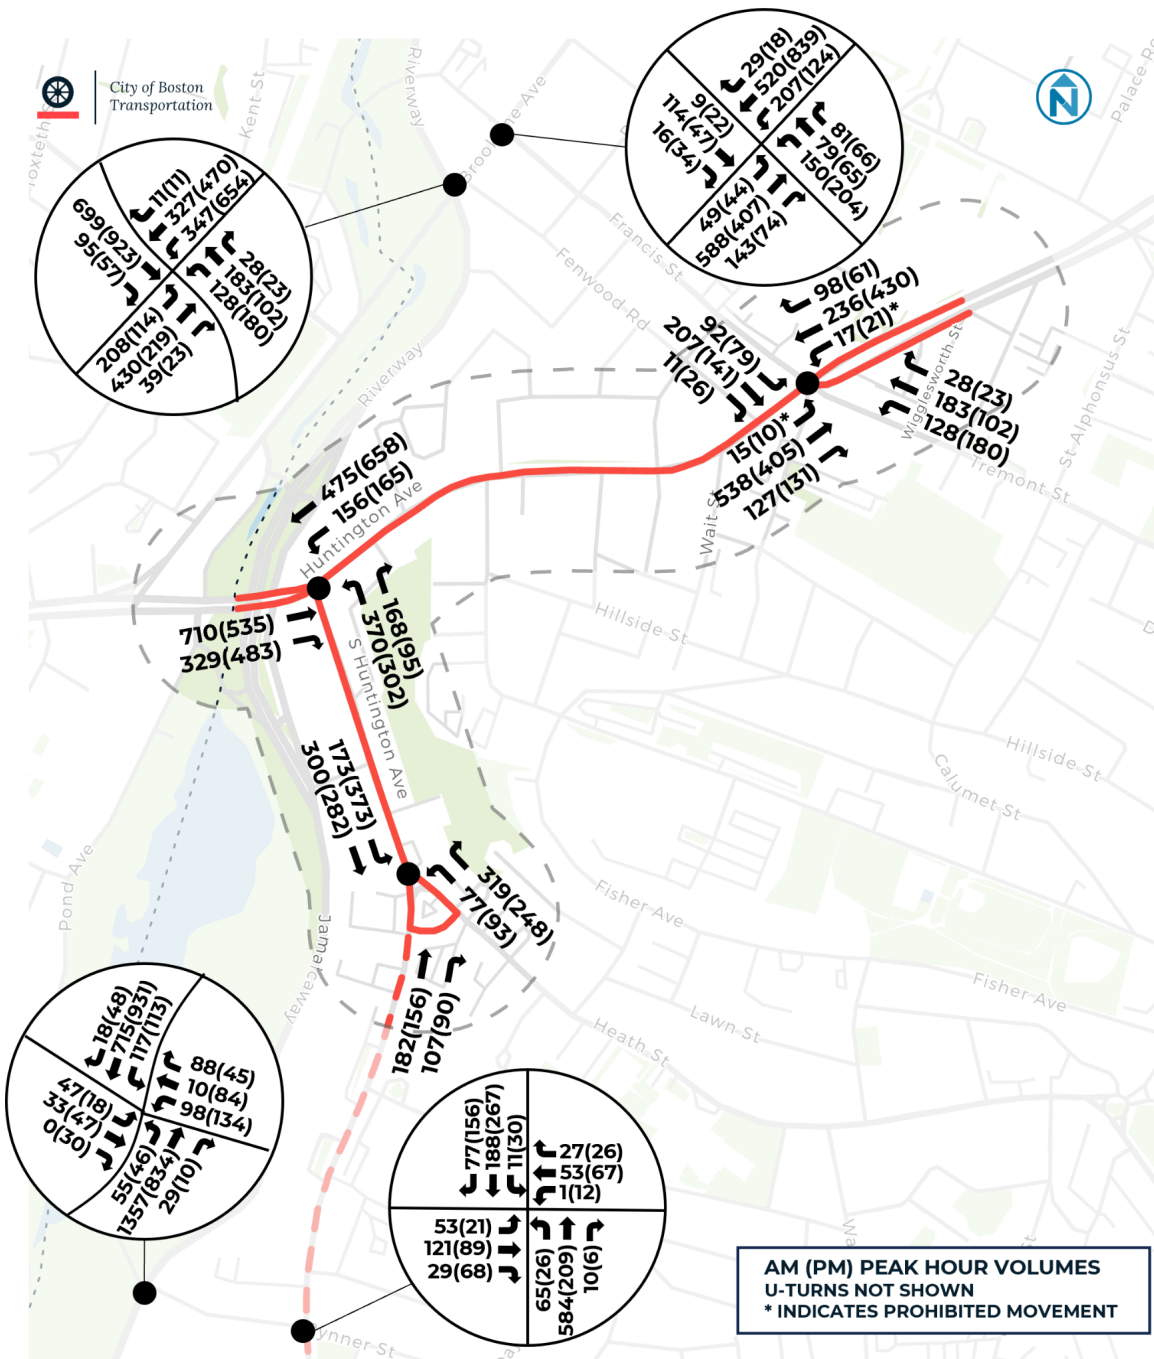 City of Boston
Transportation
Kent St
Riverway
Palace Ro
29(18)
520(839)
207(124)
9(22)
114(47)
16(34)
81(66)
79(65)
150(204)
49(44)
588(407)
143(74)
11(11)
327(470)
347(654)
699(923)
95(57)
28(23)
183(102)
128(180)
208(114)
430(219)
39(23)
Francis St
Fenwood Rd
98(61)
236(430)
17(21)*
92(79)
207(141)
11(26)
Riverway
Wigglesworth St
St Alphonsus St
28(23)
183(102)
128(180)
15(10)*
538(405)
127(131)
Tremont St
Wait St
475(658)
156(165)
Huntington Ave
710(535)
329(483)
168(95)
370(302)
S Huntington Ave
Hillside St
Hillside St
Calumet St
173(373)
300(282)
Pond Ave
319(248)
77(93)
Fisher Ave
Fisher Ave
Lawn St
Heath St
182(156)
107(90)
18(48)
715(931)
117(113)
88(45)
10(84)
98(134)
47(18)
33(47)
0(30)
55(46)
1357(834)
29(10)
77(156)
188(267)
11(30)
27(26)
53(67)
1(12)
53(21)
121(89)
29(68)
65(26)
584(209)
10(6)
ynner St
AM (PM) PEAK HOUR VOLUMES
U-TURNS NOT SHOWN
* INDICATES PROHIBITED MOVEMENT
N